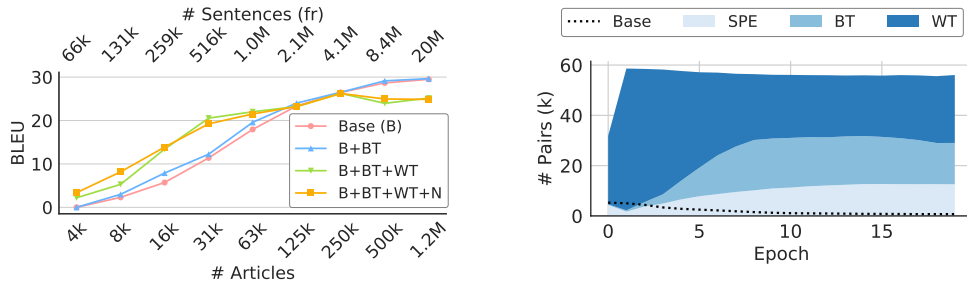 # Sentences (fr)
66k 131k 259k 516k 1.0M 2.1M 4.1M 8.4M 20M
30
20
10
0
BLEU
Base (B)
B+BT
B+BT+WT
B+BT+WT+N
4k 8k 16k 31k 63k 125k 250k 500k 1.2M
# Articles
Base SPE BT WT
60
40
20
0
# Pairs (k)
0 5 10 15
Epoch